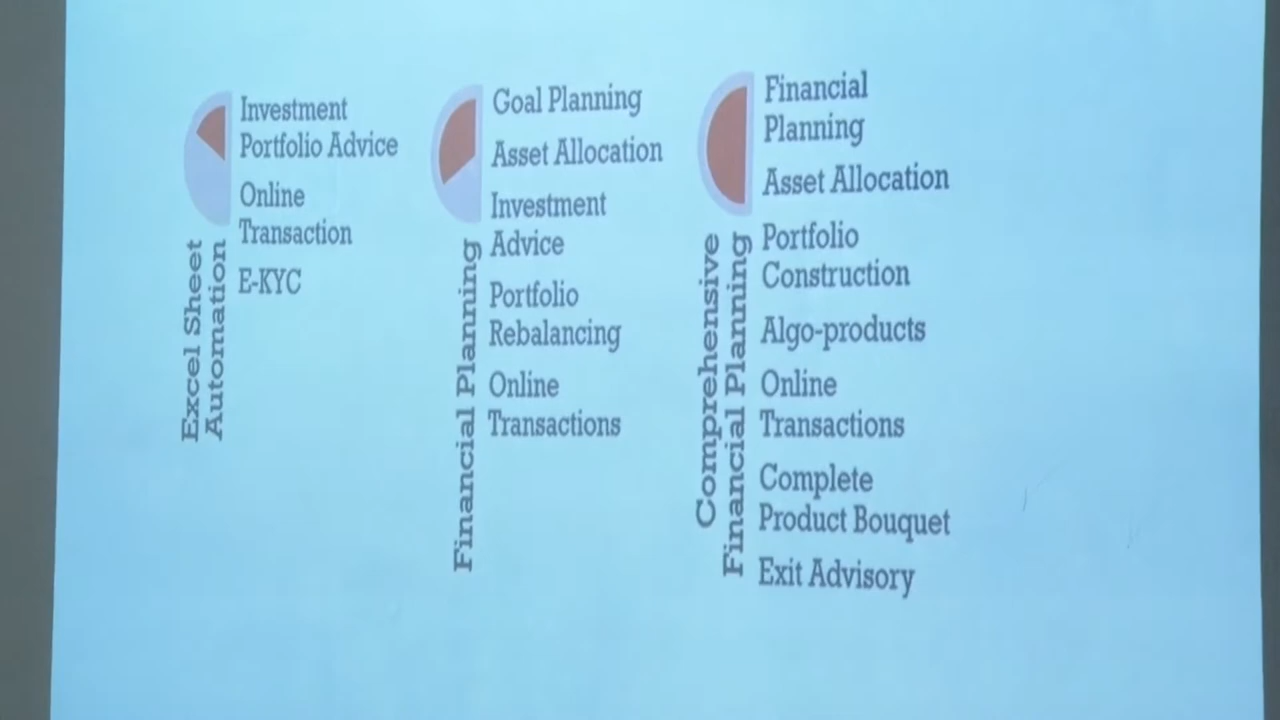 Excel Sheet
Automation
Investment
Portfolio Advice
Online
Transaction
E-KYC
Financial Planning
Goal Planning
Asset Allocation
Investment
Advice
Portfolio
Rebalancing
Online
Transactions
Comprehensive
Financial Planning
Financial
Planning
Asset Allocation
Portfolio
Construction
Algo-products
Online
Transactions
Complete
Product Bouquet
Exit Advisory